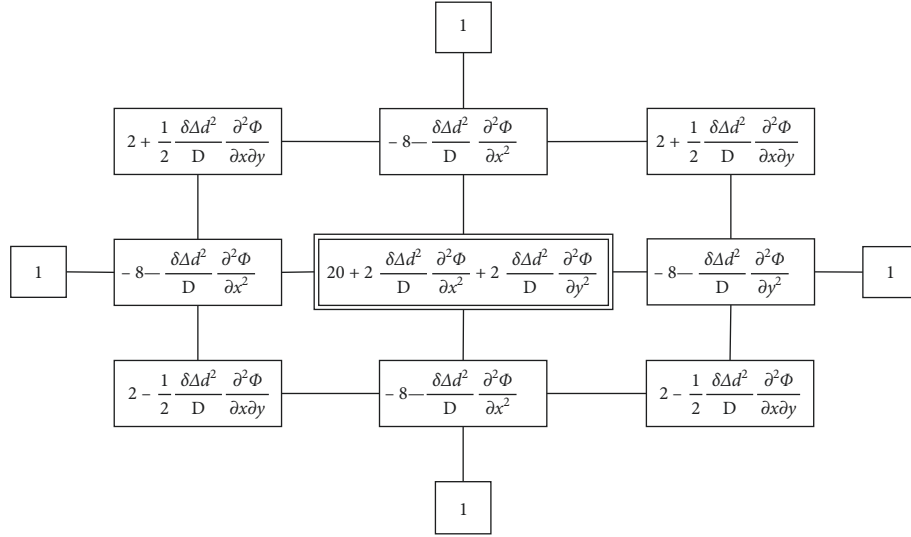 1
2 + 1/2 δΔd²/D ∂²Φ/∂x∂y
– 8— δΔd²/D ∂²Φ/∂x²
2 + 1/2 δΔd²/D ∂²Φ/∂x∂y
1
– 8— δΔd²/D ∂²Φ/∂x²
20 + 2 δΔd²/D ∂²Φ/∂x² + 2 δΔd²/D ∂²Φ/∂y²
– 8— δΔd²/D ∂²Φ/∂y²
1
2 – 1/2 δΔd²/D ∂²Φ/∂x∂y
– 8— δΔd²/D ∂²Φ/∂x²
2 – 1/2 δΔd²/D ∂²Φ/∂x∂y
1